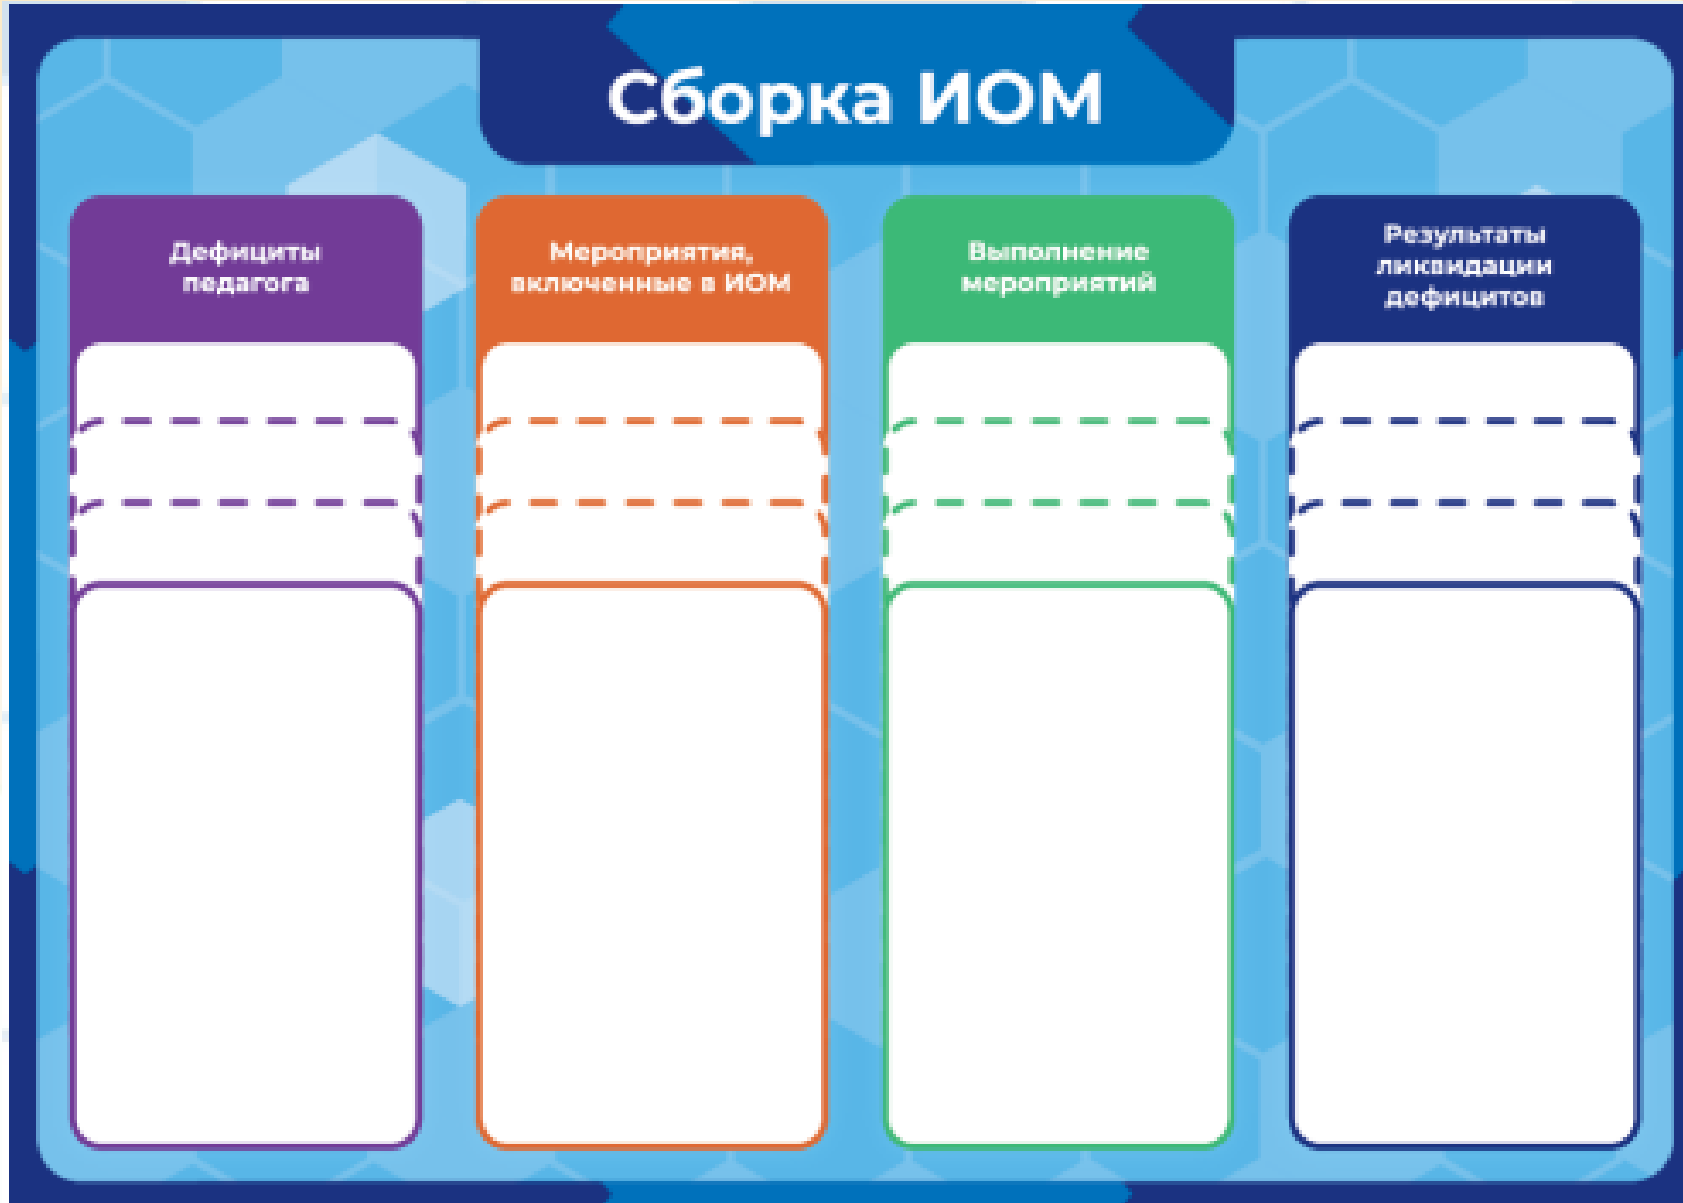 Сборка ИОМ
Дефициты
педагога
Мероприятия,
включенные в ИОМ
Выполнение
мероприятий
Результаты
ликвидации
дефицитов